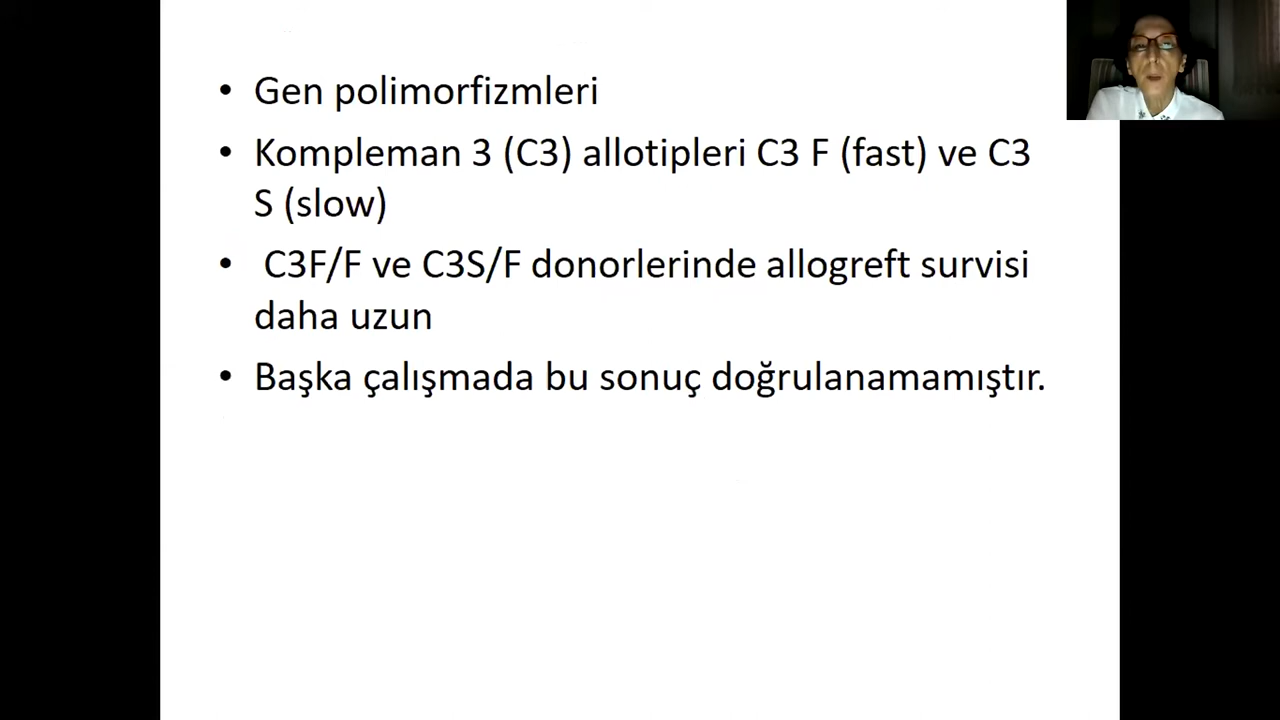 • Gen polimorfizmleri
• Kompleman 3 (C3) allotipleri C3 F (fast) ve C3
S (slow)
• C3F/F ve C3S/F donorlerinde allogreft survisi
daha uzun
• Başka çalışmada bu sonuç doğrulanamamıştır.